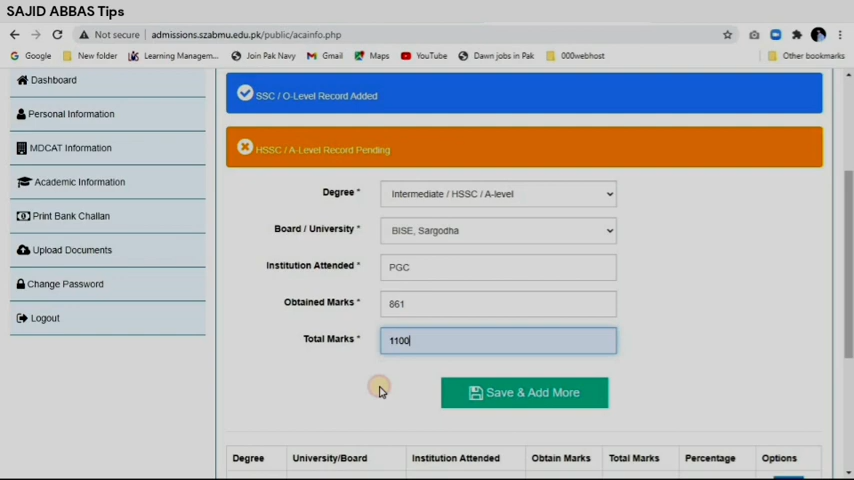 SAJID ABBAS Tips
Not secure | admissions.szabmu.edu.pk/public/acainfo.php
Google New folder Learning Managem... Join Pak Navy Gmail Maps YouTube Dawn jobs in Pak 000webhost Other bookmarks
Dashboard
Personal Information
MDCAT Information
Academic Information
Print Bank Challan
Upload Documents
Change Password
Logout
SSC / O-Level Record Added
HSSC / A-Level Record Pending
Degree * Intermediate / HSSC / A-level
Board / University * BISE, Sargodha
Institution Attended * PGC
Obtained Marks * 861
Total Marks * 1100
Save & Add More
Degree University/Board Institution Attended Obtain Marks Total Marks Percentage Options